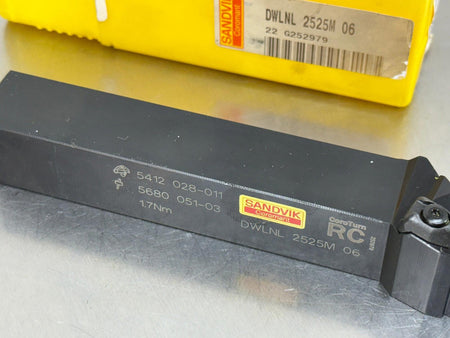 SANDVIK
Coromant
DWLNL 2525M 06
22 G252979
5412 028-011
5680 051-03
1.7Nm
SANDVIK
Coromant
DWLNL 2525M 06
CoroTurn
RC